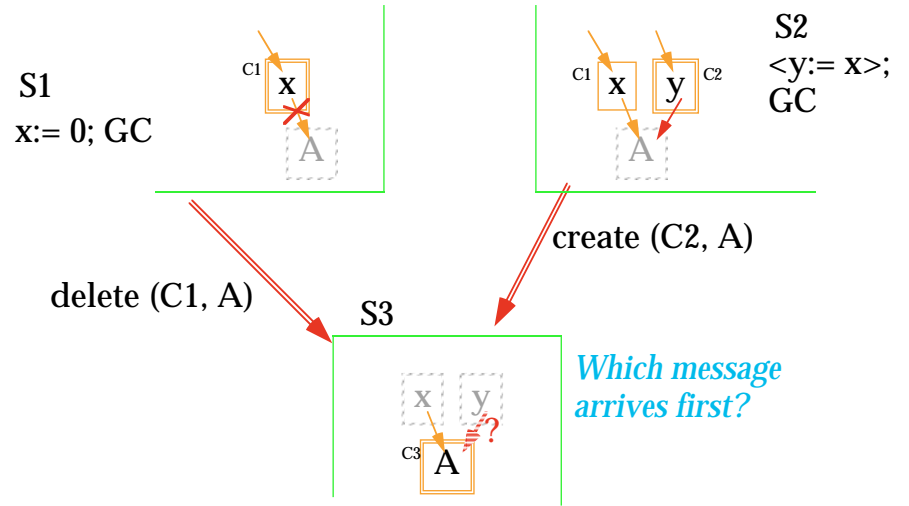 S1
x:= 0; GC
C1
x
A
C1
x
y
C2
A
S2
<y:= x>;
GC
delete (C1, A)
create (C2, A)
S3
x
y
?
C3
A
Which message
arrives first?